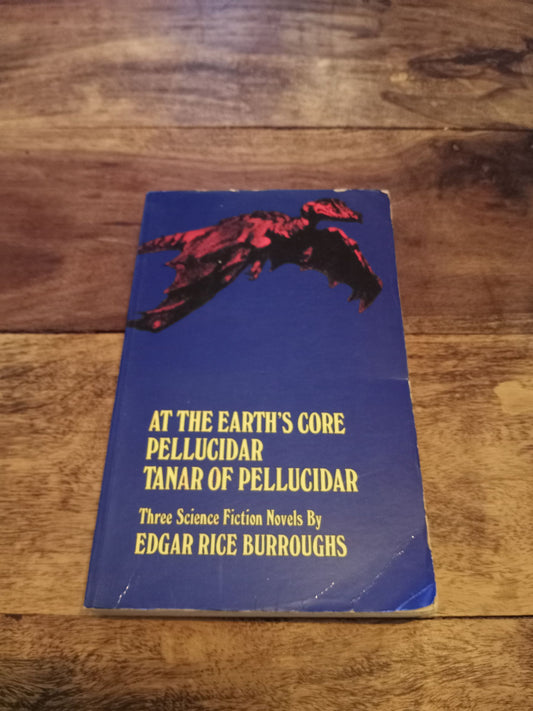 AT THE EARTH'S CORE
PELLUCIDAR
TANAR OF PELLUCIDAR
Three Science Fiction Novels By
EDGAR RICE BURROUGHS